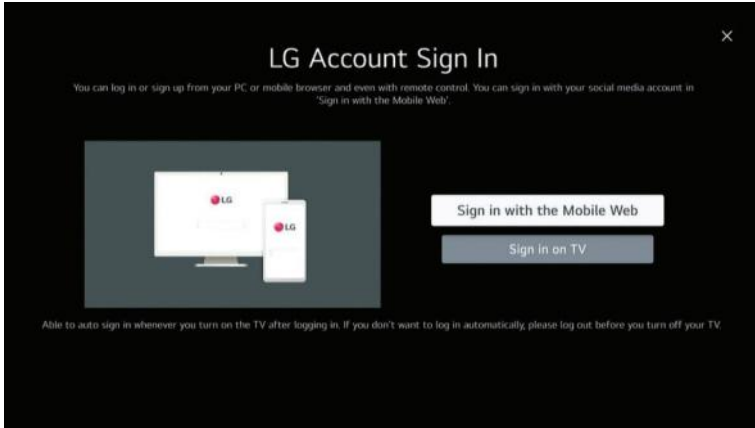 LG Account Sign In
You can log in or sign up from your PC or mobile browser and even with remote control. You can sign in with your social media account in
'Sign in with the Mobile Web'.
LG
LG
Sign in with the Mobile Web
Sign in on TV
Able to auto sign in whenever you turn on the TV after logging in. If you don't want to log in automatically, please log out before you turn off your TV.